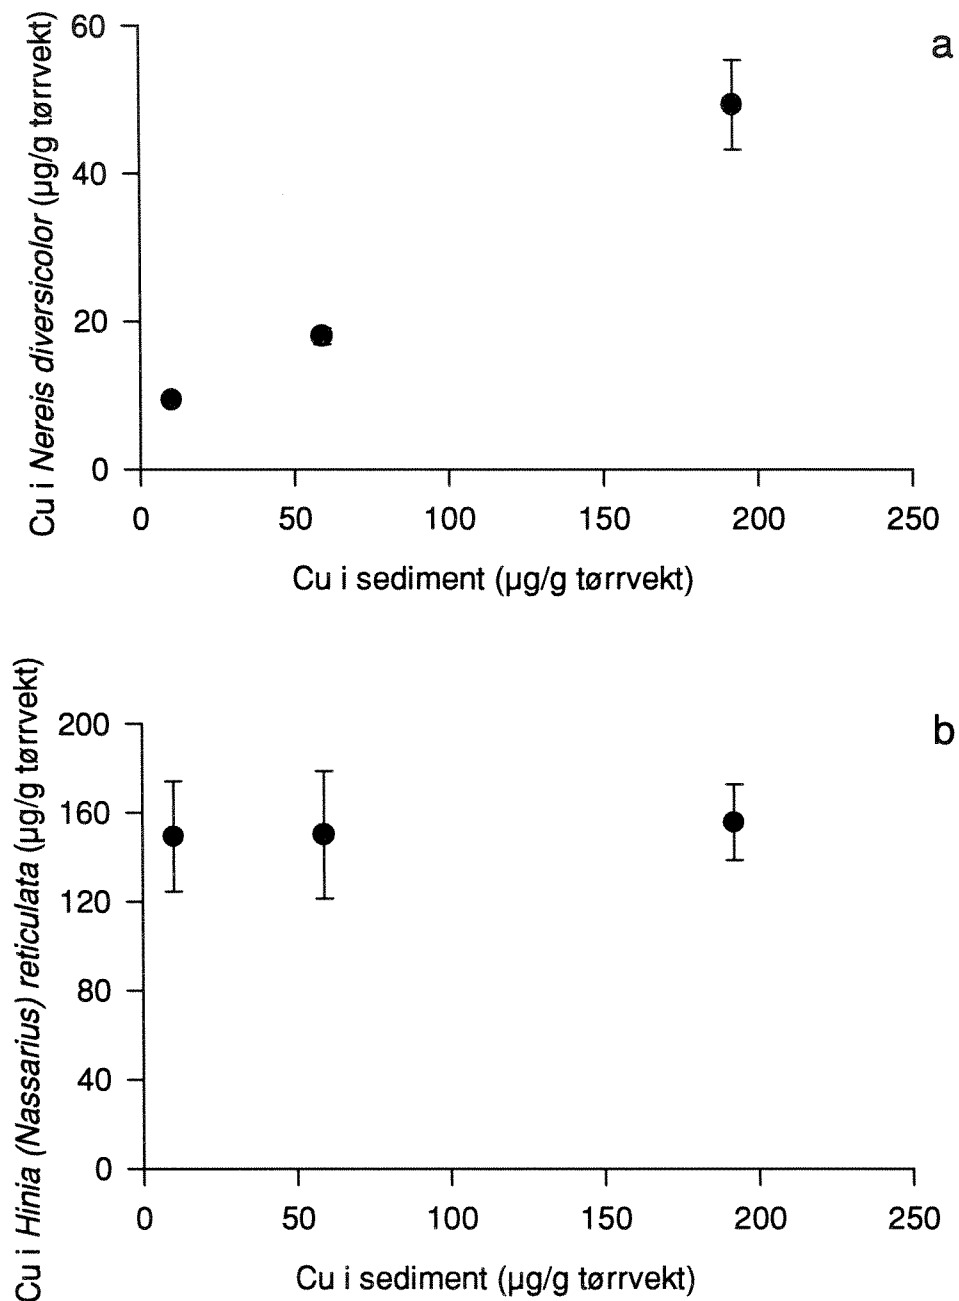 a
Cu i Nereis diversicolor (µg/g tørrvekt)
60
40
20
0
0 50 100 150 200 250
Cu i sediment (µg/g tørrvekt)
b
Cu i Hinia (Nassarius) reticulata (µg/g tørrvekt)
200
160
120
80
40
0
0 50 100 150 200 250
Cu i sediment (µg/g tørrvekt)